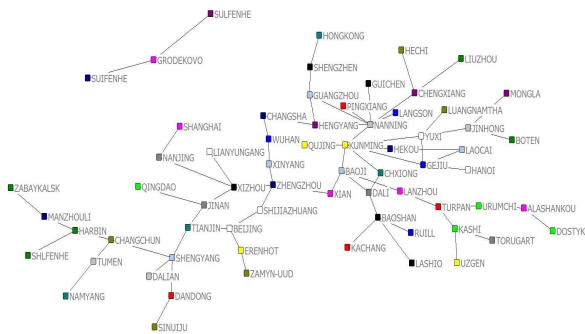 SULFENHE
GRODEKOVO
SUIFENHE
HONGKONG
HECHI
SHENGZHEN
LIUZHOU
GUICHEN
GUANGZHOU
CHENGXIANG
MONGLA
PINGXIANG
LANGSON
LUANGNAMTHA
CHANGSHA
HENGYANG
NANNING
SHANGHAI
WUHAN
YUXI
JINHONG
BOTEN
QUJING
KUNMING
HEKOU
LAOCAI
LIANYUNGANG
NANJING
XINYANG
GEJIU
HANOI
BAOJI
CHXIONG
ZABAYKALSK
QINGDAO
XIZHOU
ZHENGZHOU
XIAN
DALI
LANZHOU
JINAN
TURPAN
URUMCHI
ALASHANKOU
MANZHOULI
SHIJIAZHUANG
BAOSHAN
HARBIN
TIANJIN
BEIJING
RUILL
KASHI
DOSTYK
CHANGCHUN
TORUGART
SHLFENHE
SHENGYANG
ERENHOT
KACHANG
LASHIO
UZGEN
TUMEN
DALIAN
ZAMYN-UUD
NAMYANG
DANDONG
SINUIJU